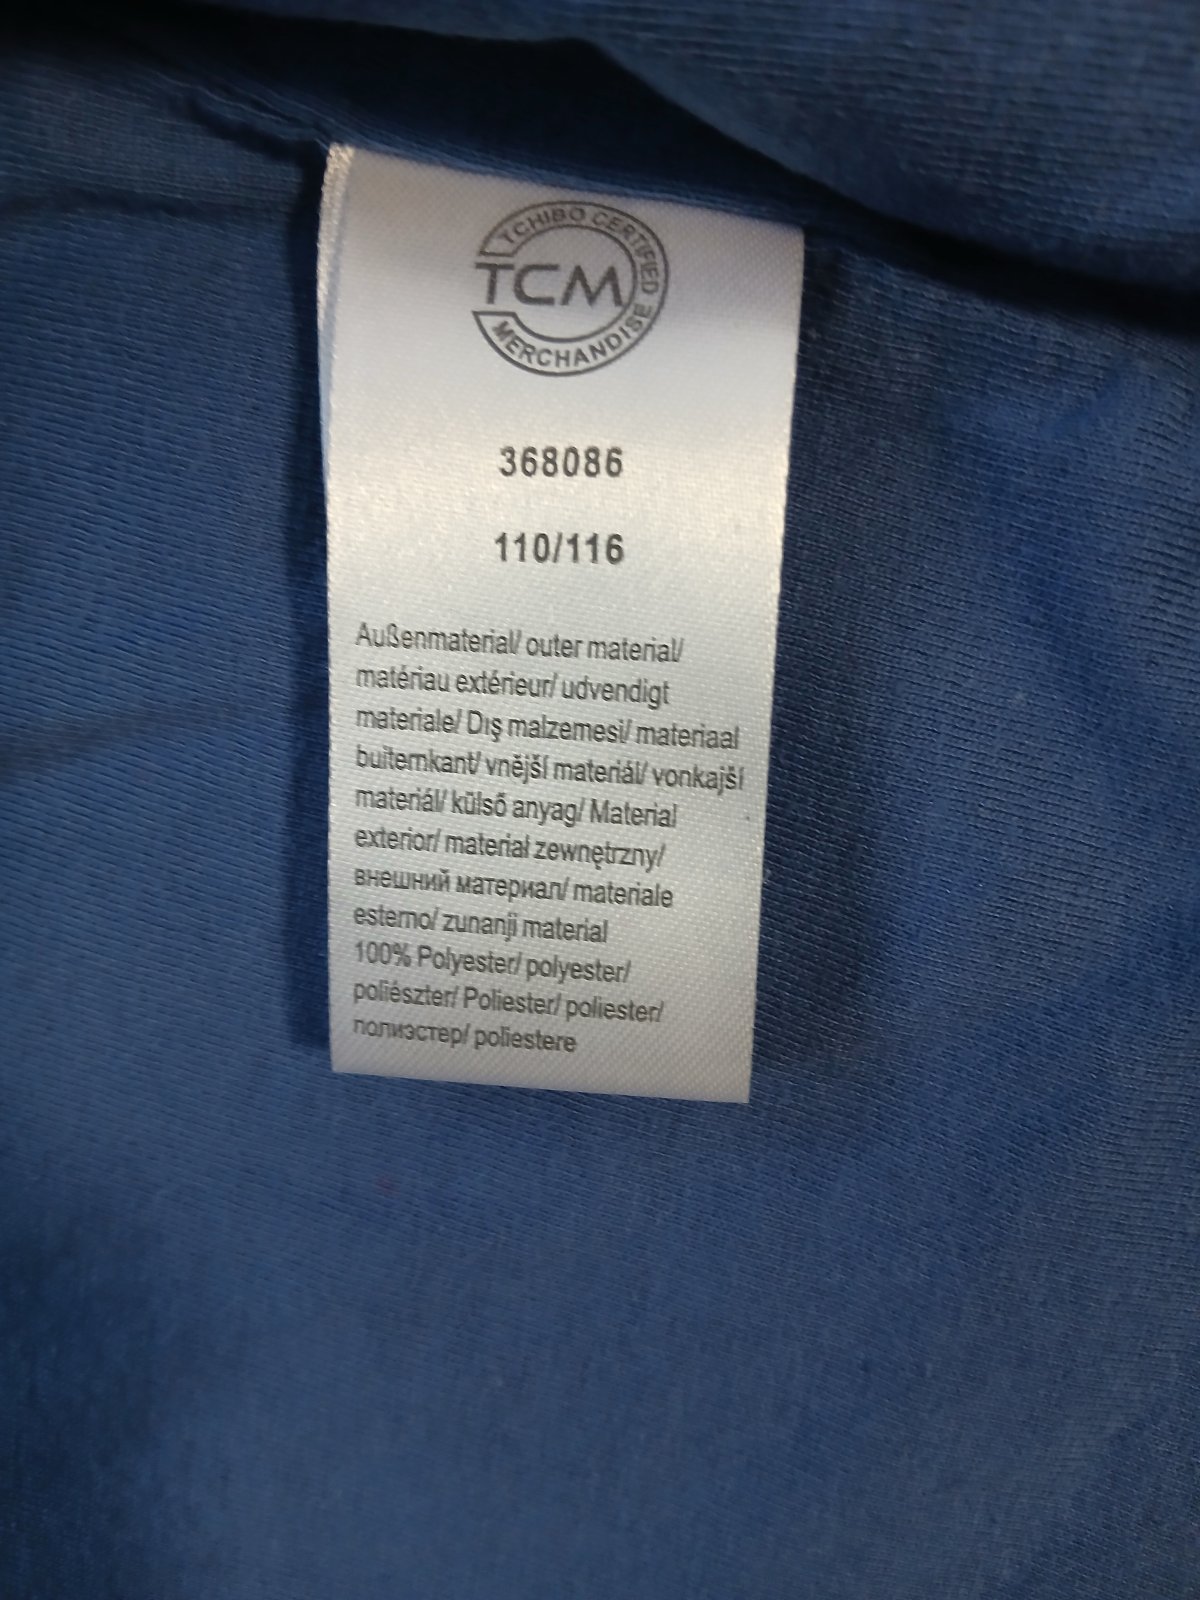 TCHIBO CERTIFIED
TCM
MERCHANDISE
368086
110/116
Außenmaterial/ outer material/
matériau extérieur/ udvendigt
materiale/ Dış malzemesi/ materiaal
buitenkant/ vnější materiál/ vonkajší
materiál/ külső anyag/ Material
exterior/ materiał zewnętrzny/
внешний материал/ materiale
esterno/ zunanji material
100% Polyester/ polyester/
poliészter/ Poliester/ poliester/
полиэстер/ poliestere